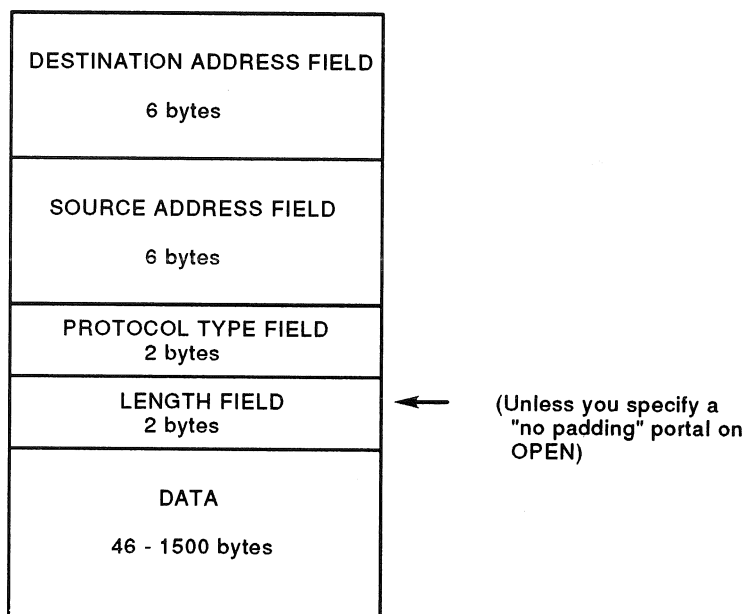 DESTINATION ADDRESS FIELD
6 bytes
SOURCE ADDRESS FIELD
6 bytes
PROTOCOL TYPE FIELD
2 bytes
LENGTH FIELD
2 bytes
(Unless you specify a
"no padding" portal on
OPEN)
DATA
46 - 1500 bytes